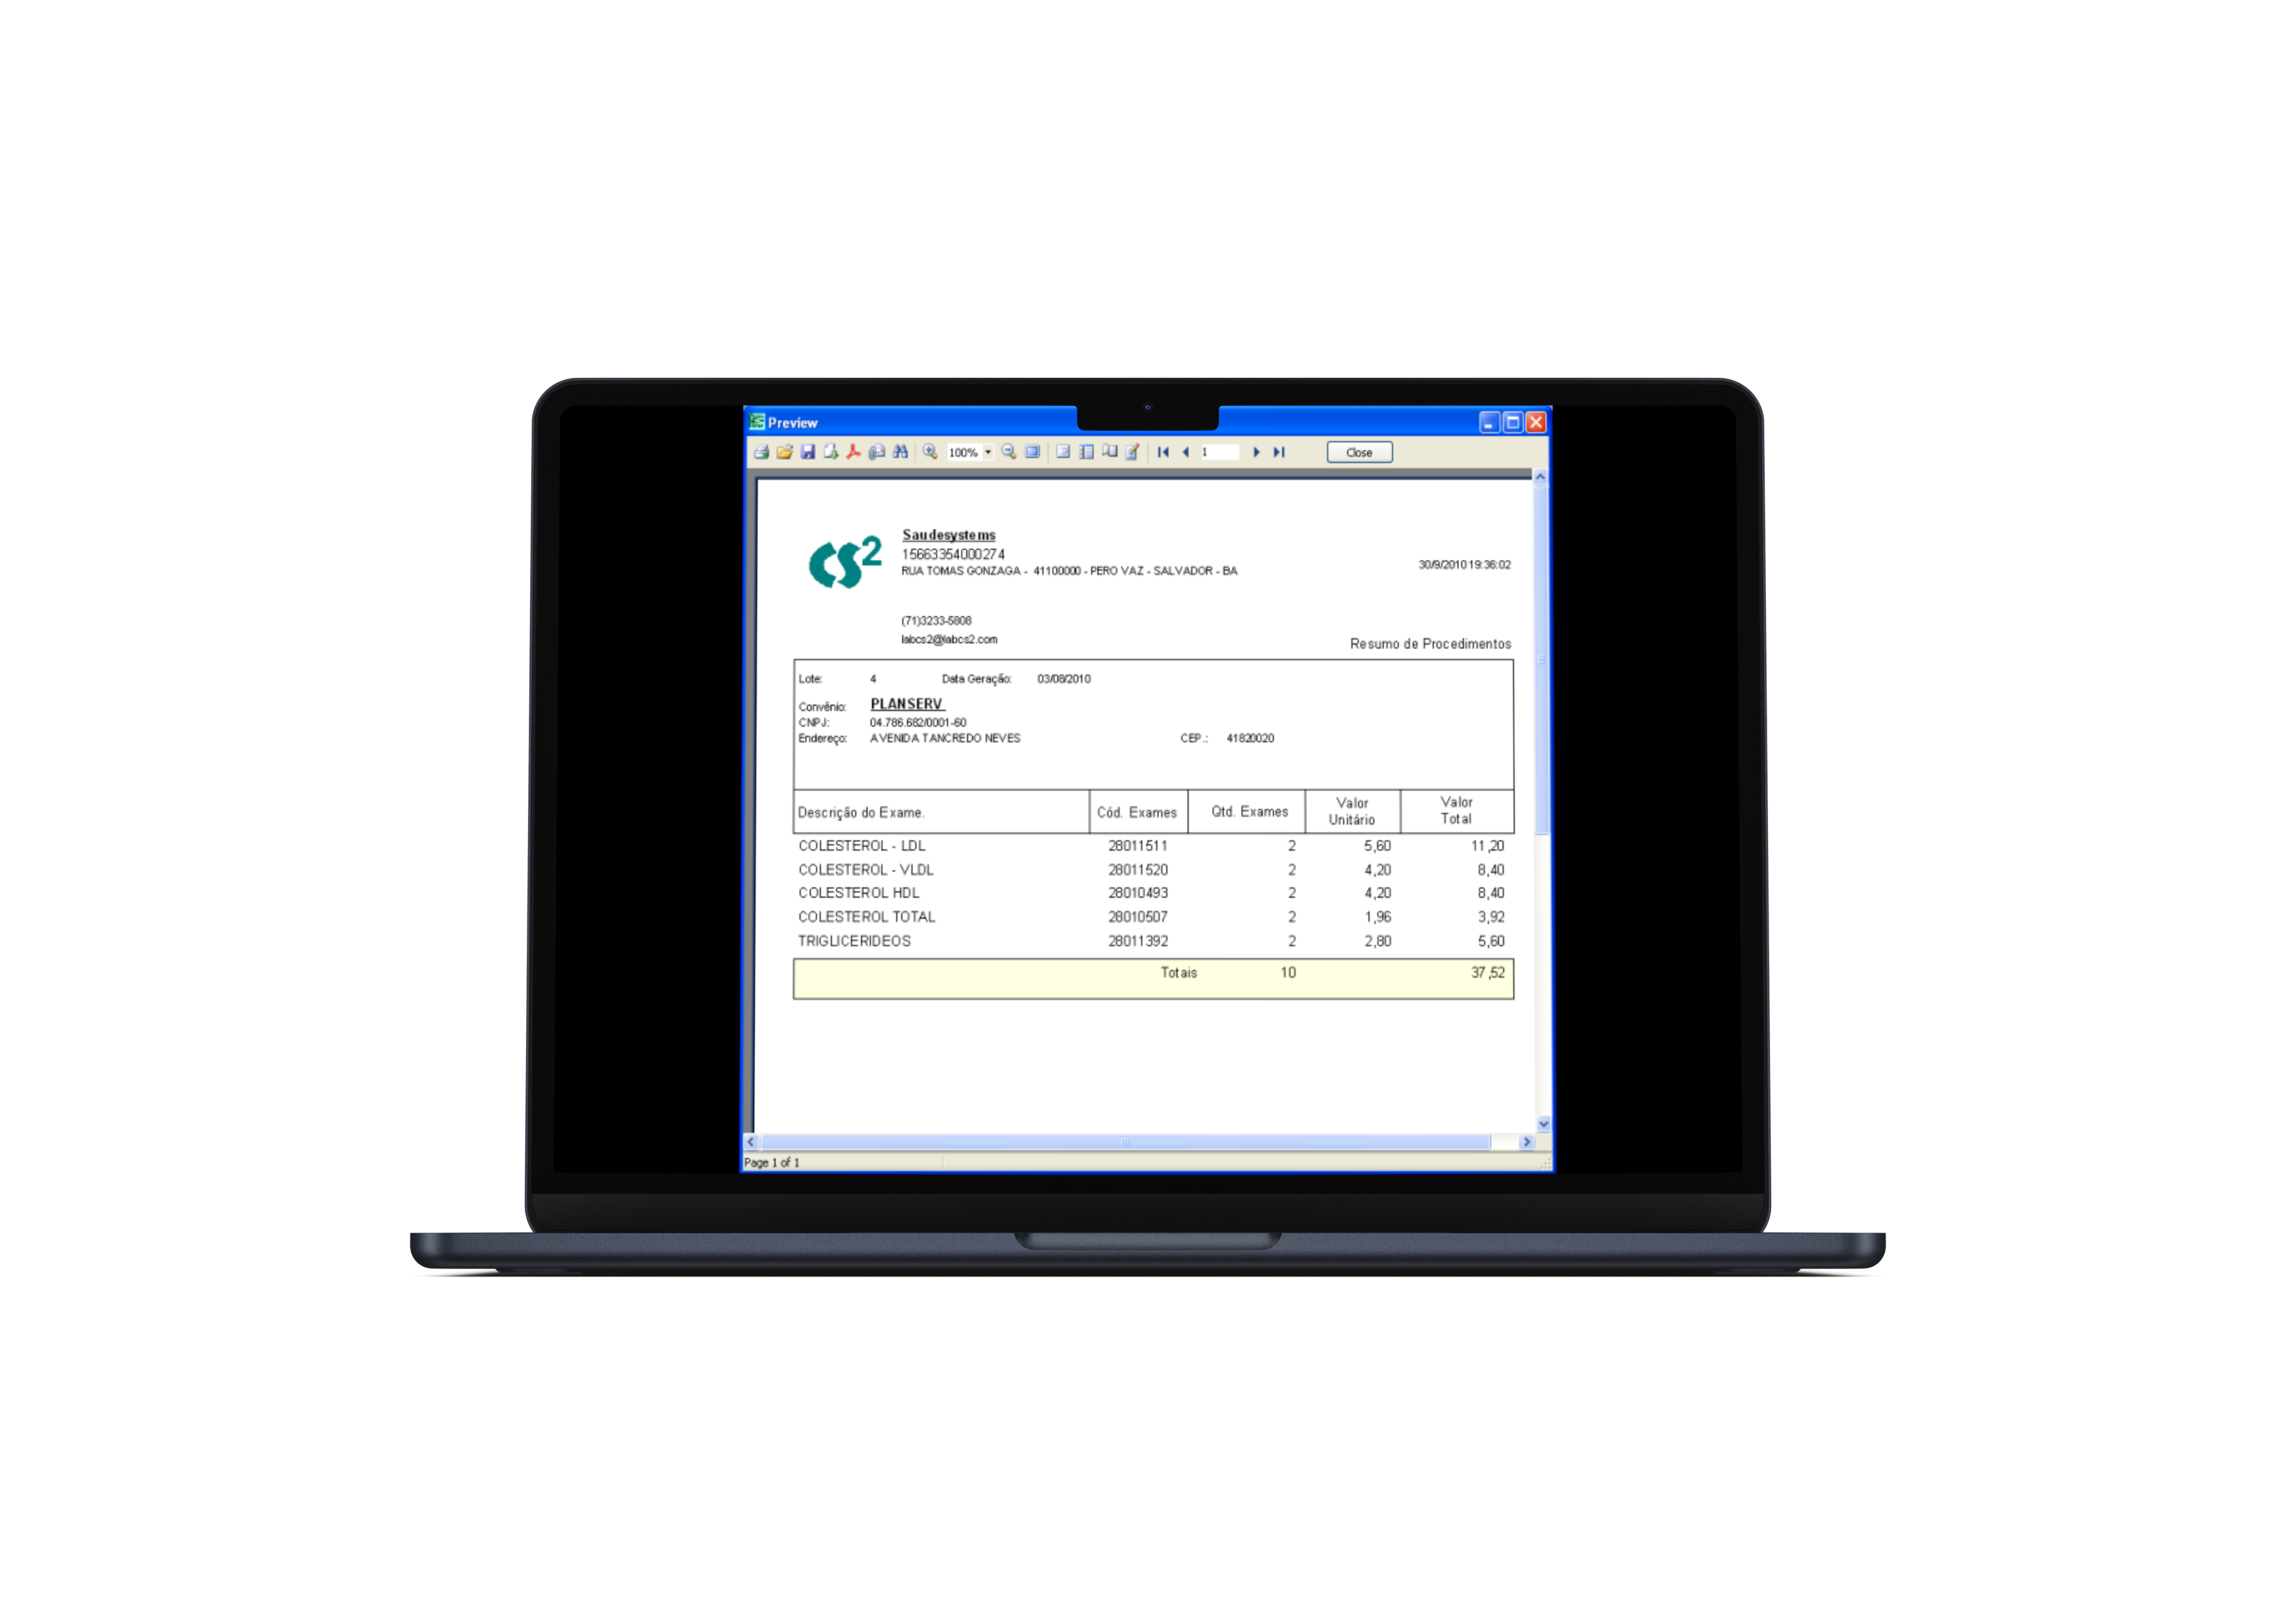 Preview
100%
1
Close
CS2
Saudesystems
15663354000274
RUA TOMAS GONZAGA - 41100000 - PERO VAZ - SALVADOR - BA
30/9/2010 19:36:02
(71)3233-5808
labcs2@labcs2.com
Resumo de Procedimentos
Lote: 4 Data Geração: 03/08/2010
Convênio: PLANSERV
CNPJ: 04.786.682/0001-60
Endereço: AVENIDA TANCREDO NEVES CEP.: 41820020
Descrição do Exame. Cód. Exames Qtd. Exames Valor Unitário Valor Total
COLESTEROL - LDL 28011511 2 5,60 11,20
COLESTEROL - VLDL 28011520 2 4,20 8,40
COLESTEROL HDL 28010493 2 4,20 8,40
COLESTEROL TOTAL 28010507 2 1,96 3,92
TRIGLICERIDEOS 28011392 2 2,80 5,60
Totais 10 37,52
Page 1 of 1